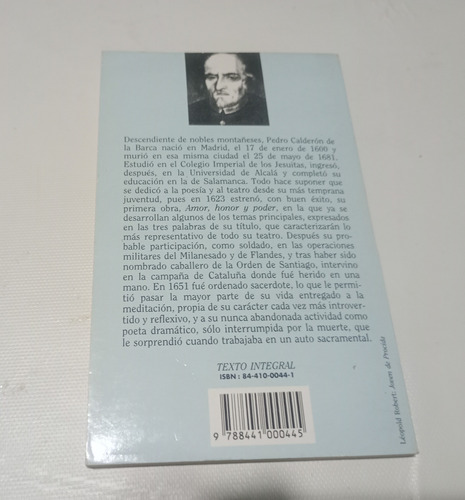 Descendiente de nobles montañeses, Pedro Calderón de
la Barca nació en Madrid, el 17 de enero de 1600 y
murió en esa misma ciudad el 25 de mayo de 1681.
Estudió en el Colegio Imperial de los Jesuitas, ingresó,
después, en la Universidad de Alcalá y completó su
educación en la de Salamanca. Todo hace suponer que
se dedicó a la poesía y al teatro desde su más temprana
juventud, pues en 1623 estrenó, con buen éxito, su
primera obra, Amor, honor y poder, en la que ya se
desarrollan algunos de los temas principales, expresados
en las tres palabras de su título, que caracterizarán lo
más representativo de todo su teatro. Después su pro-
bable participación, como soldado, en las operaciones
militares del Milanesado y de Flandes, y tras haber sido
nombrado caballero de la Orden de Santiago, intervino
en la campaña de Cataluña donde fué herido en una
mano. En 1651 fué ordenado sacerdote, lo que le permi-
tió pasar la mayor parte de su vida entregado a la
meditación, propia de su carácter cada vez más introver-
tido y reflexivo, y a su nunca abandonada actividad como
poeta dramático, sólo interrumpida por la muerte, que
le sorprendió cuando trabajaba en un auto sacramental.
TEXTO INTEGRAL
ISBN : 84-410-0044-1
9 788441 000445
Léopold Robert: Joven de Procida